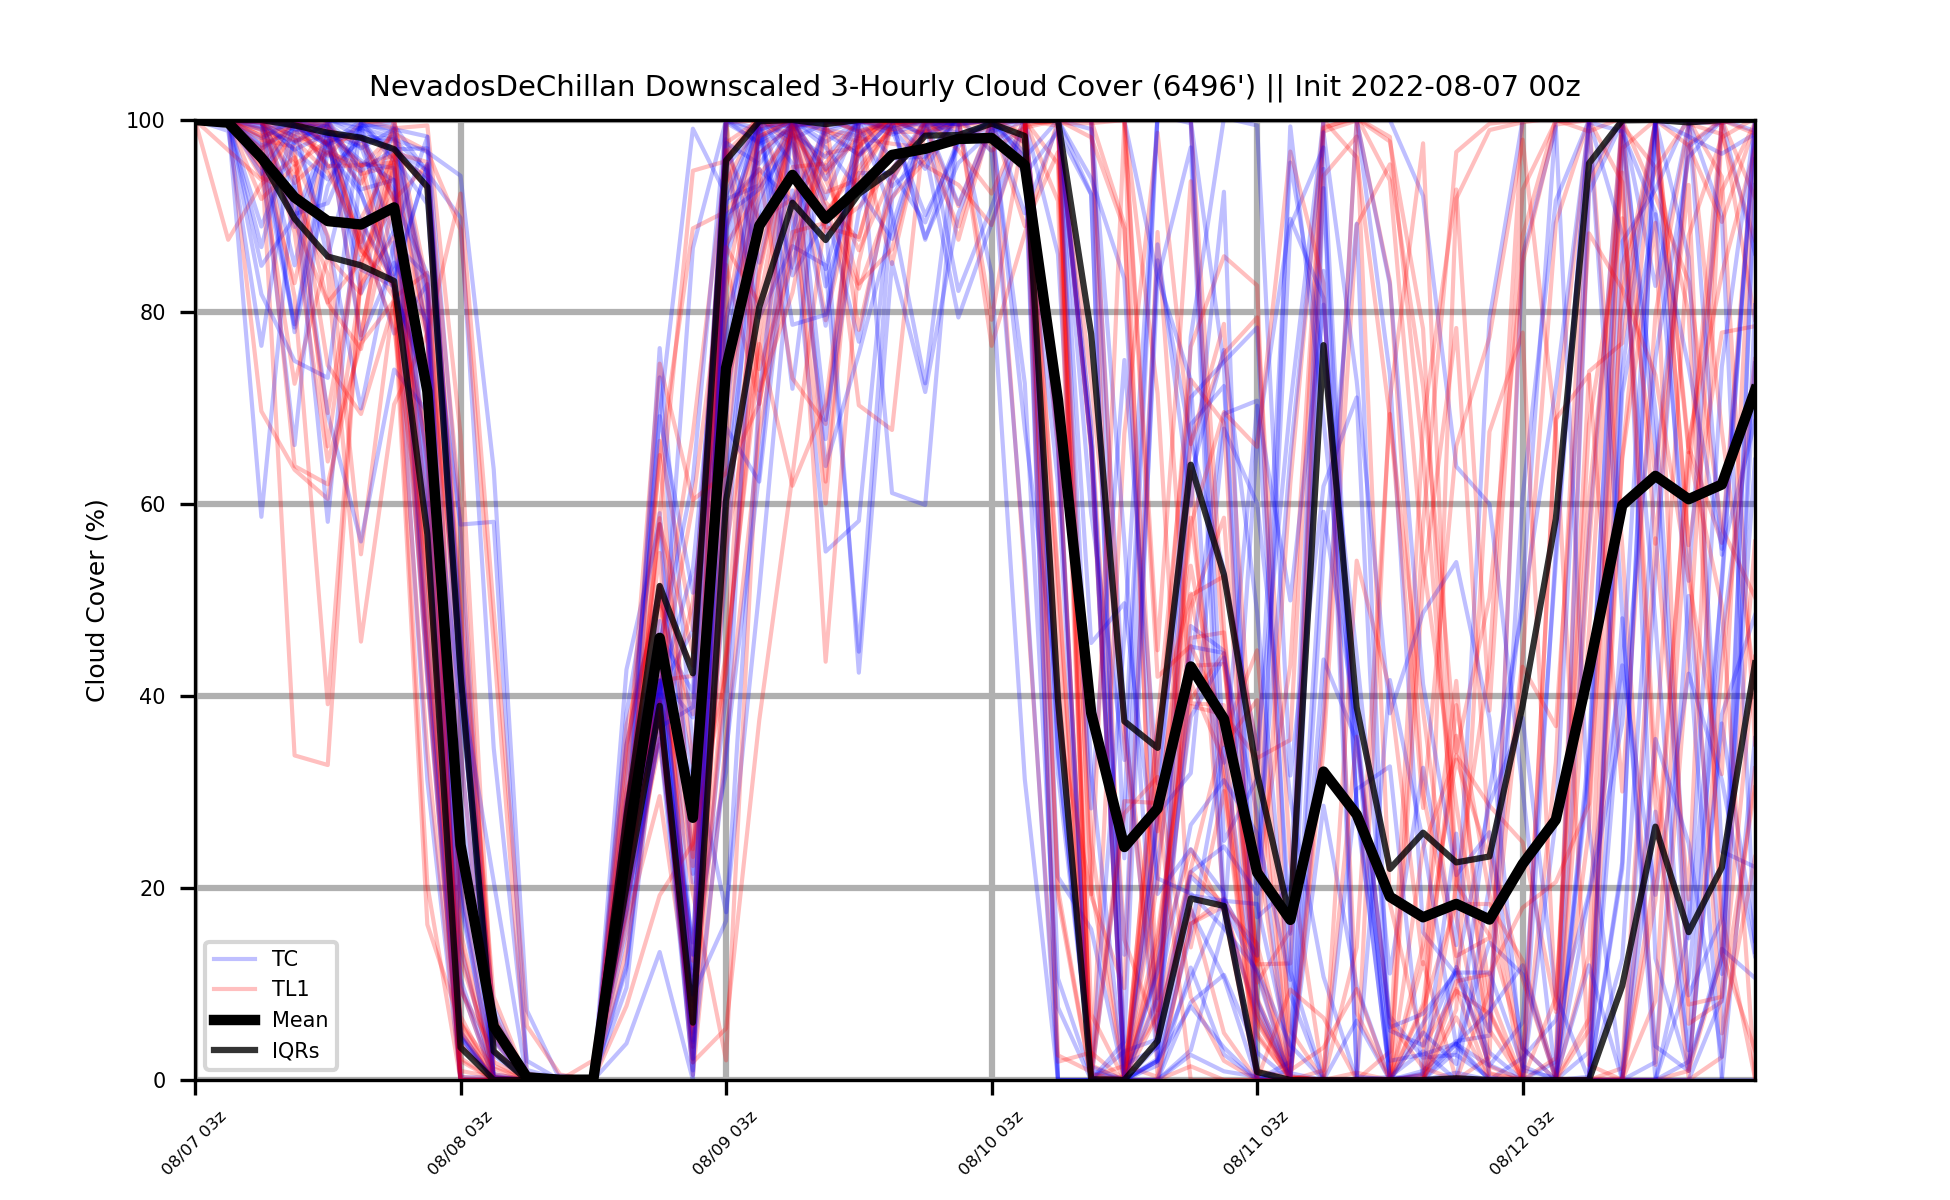 NevadosDeChillan Downscaled 3-Hourly Cloud Cover (6496') || Init 2022-08-07 00z
Cloud Cover (%)
100
80
60
40
20
0
TC
TL1
Mean
IQRs
08/07 03z
08/08 03z
08/09 03z
08/10 03z
08/11 03z
08/12 03z